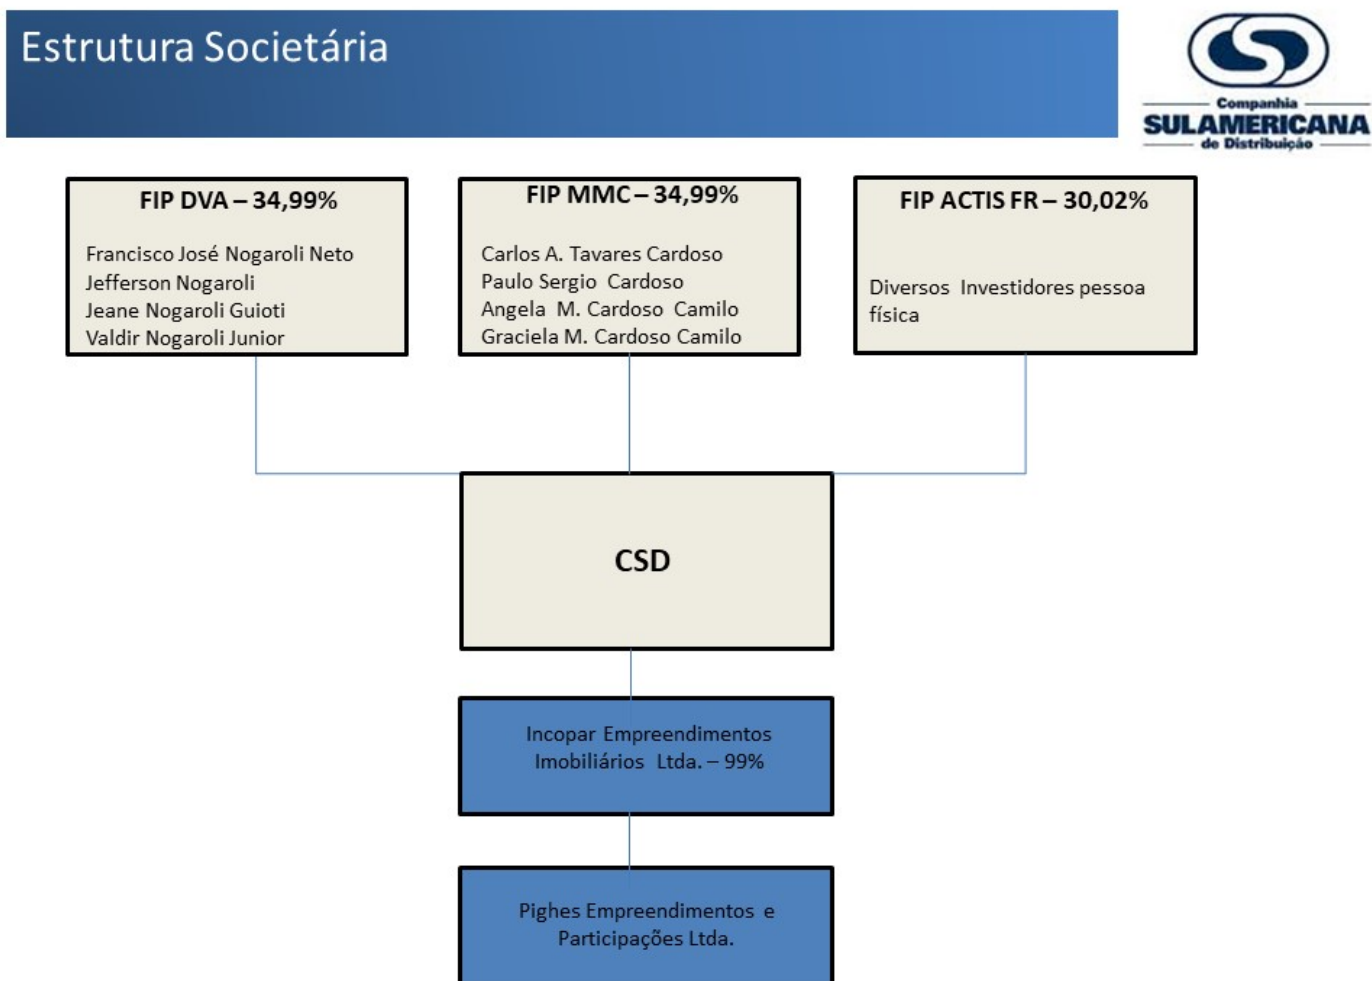 Estrutura Societária
Companhia
SULAMERICANA
de Distribuição
FIP DVA – 34,99%
Francisco José Nogaroli Neto
Jefferson Nogaroli
Jeane Nogaroli Guioti
Valdir Nogaroli Junior
FIP MMC – 34,99%
Carlos A. Tavares Cardoso
Paulo Sergio Cardoso
Angela M. Cardoso Camilo
Graciela M. Cardoso Camilo
FIP ACTIS FR – 30,02%
Diversos Investidores pessoa
física
CSD
Incopar Empreendimentos
Imobiliários Ltda. – 99%
Pighes Empreendimentos e
Participações Ltda.